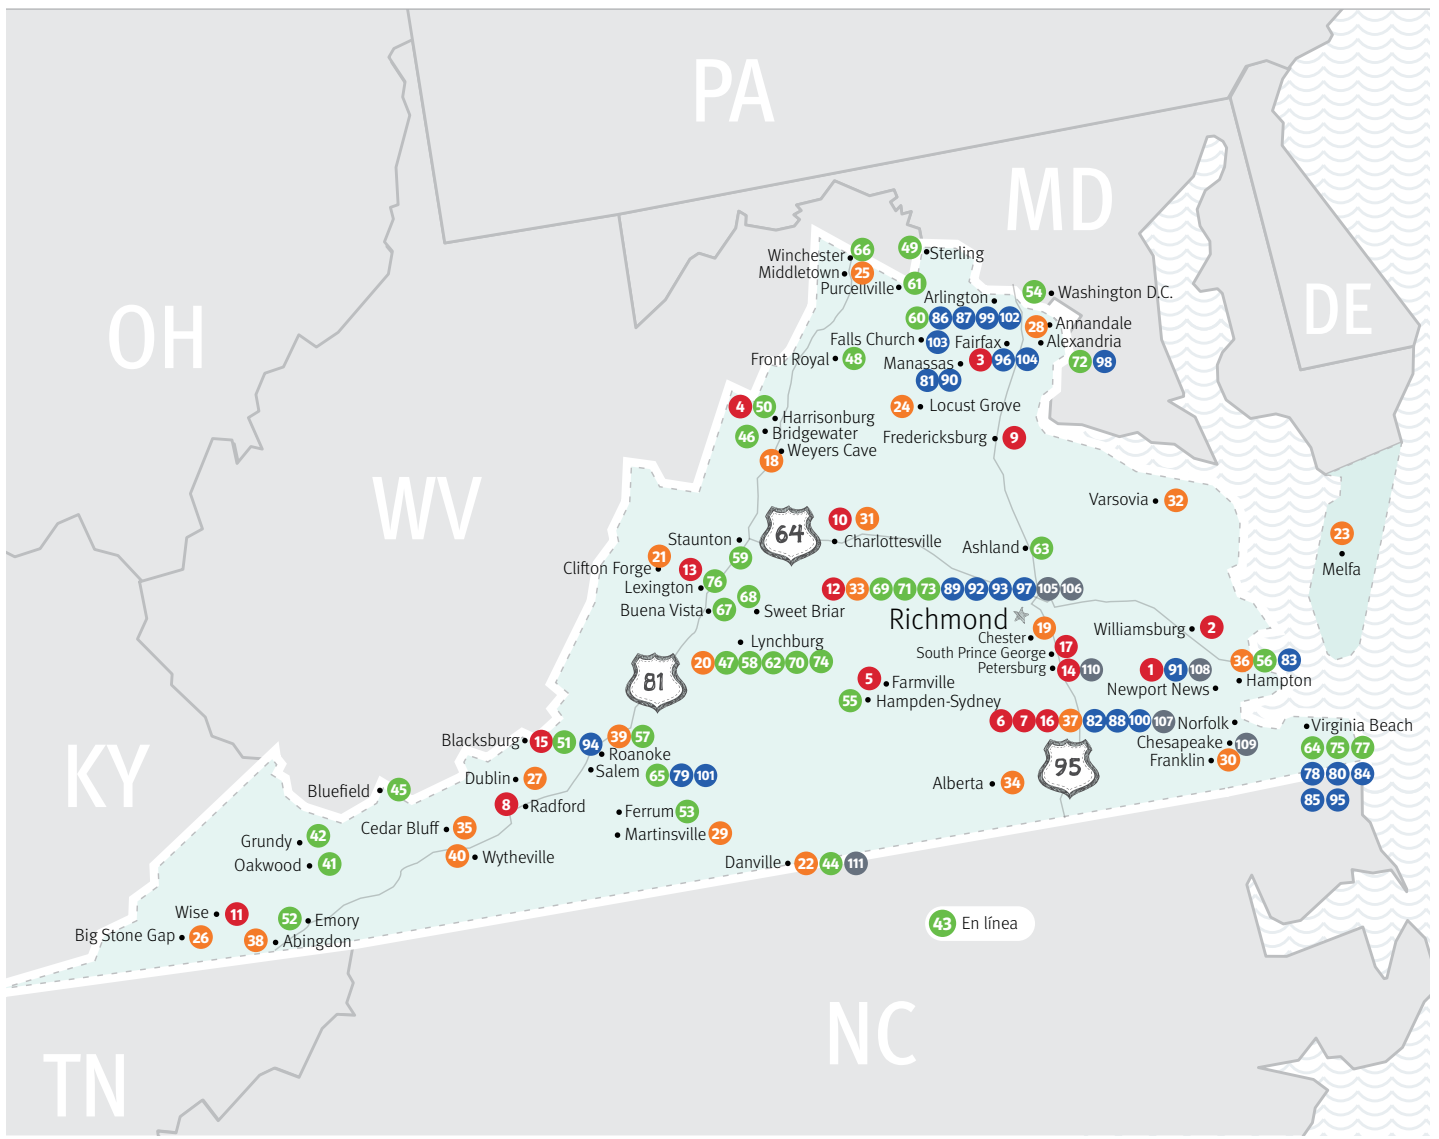 PA
MD
OH
DE
WV
KY
TN
NC
66
Winchester
49
Sterling
Middletown
25
Purcellville
61
54
Washington D.C.
Arlington
60 86 87 99 102
28
Annandale
Falls Church
103
Fairfax
Alexandria
72 98
Front Royal
48
Manassas
3 96 104
81 90
4 50
Harrisonburg
24
Locust Grove
46
Bridgewater
Fredericksburg
9
Weyers Cave
18
Varsovia
32
10 31
64
Staunton
59
Charlottesville
Ashland
63
23
Melfa
21
Clifton Forge
13
Lexington
76
12 33 69 71 73 89 92 93 97 105 106
68
Buena Vista
67
Sweet Briar
Richmond
Chester
19
Williamsburg
2
Lynchburg
20 47 58 62 70 74
South Prince George
17
Petersburg
14 110
36 56 83
Hampton
81
5
Farmville
1 91 108
Newport News
55
Hampden-Sydney
6 7 16 37 82 88 100 107
Norfolk
Virginia Beach
64 75 77
78 80 84
85 95
Blacksburg
15 51
94
39 57
Roanoke
Chesapeake
109
Franklin
30
Salem
65 79 101
95
Dublin
27
Alberta
34
Bluefield
45
8
Radford
Ferrum
53
Cedar Bluff
35
Martinsville
29
Grundy
42
40
Wytheville
Oakwood
41
Danville
22 44 111
Wise
11
52
Emory
43
En línea
Big Stone Gap
26
38
Abingdon